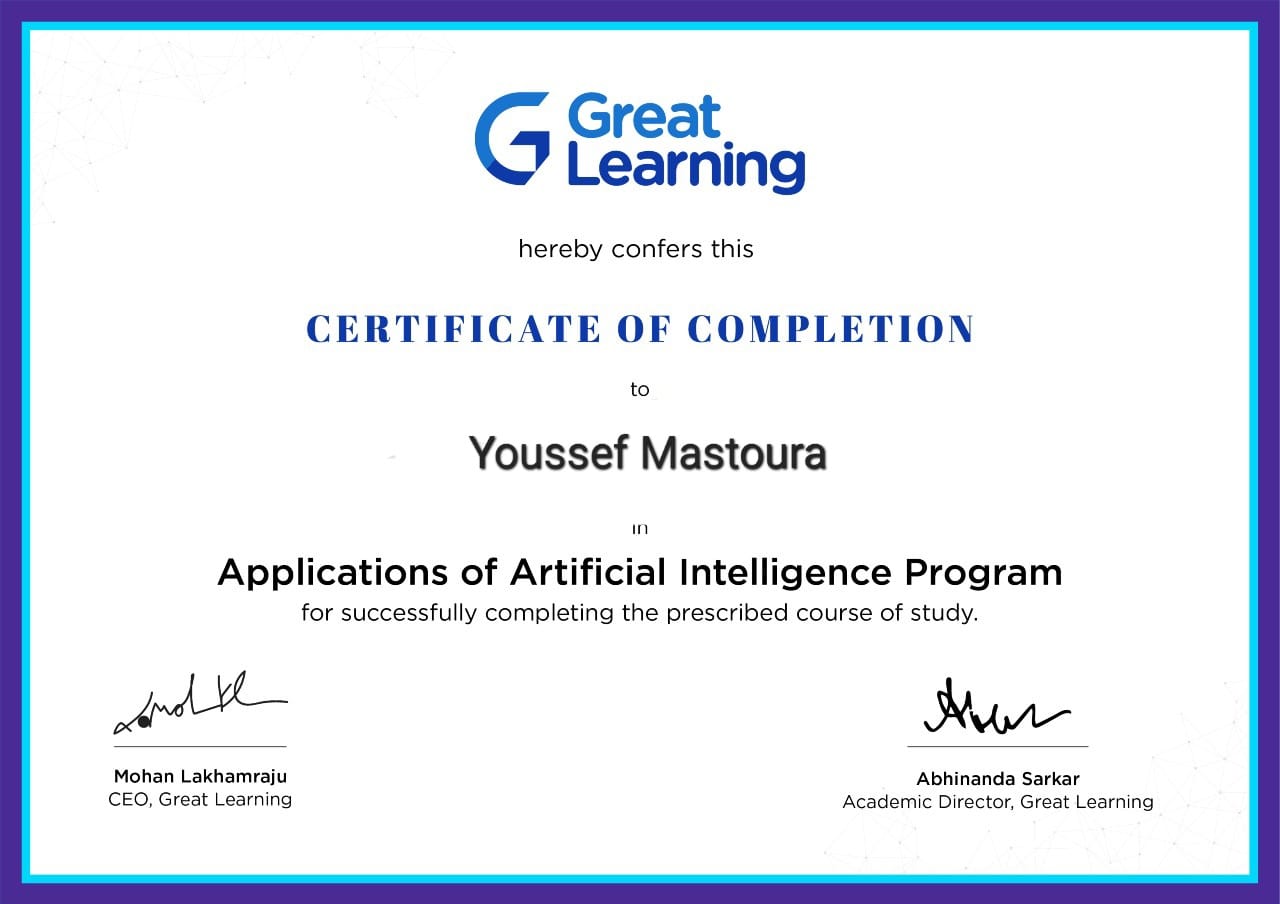 Great
Learning
hereby confers this
CERTIFICATE OF COMPLETION
to
Youssef Mastoura
in
Applications of Artificial Intelligence Program
for successfully completing the prescribed course of study.
Mohan Lakhamraju
CEO, Great Learning
Abhinanda Sarkar
Academic Director, Great Learning